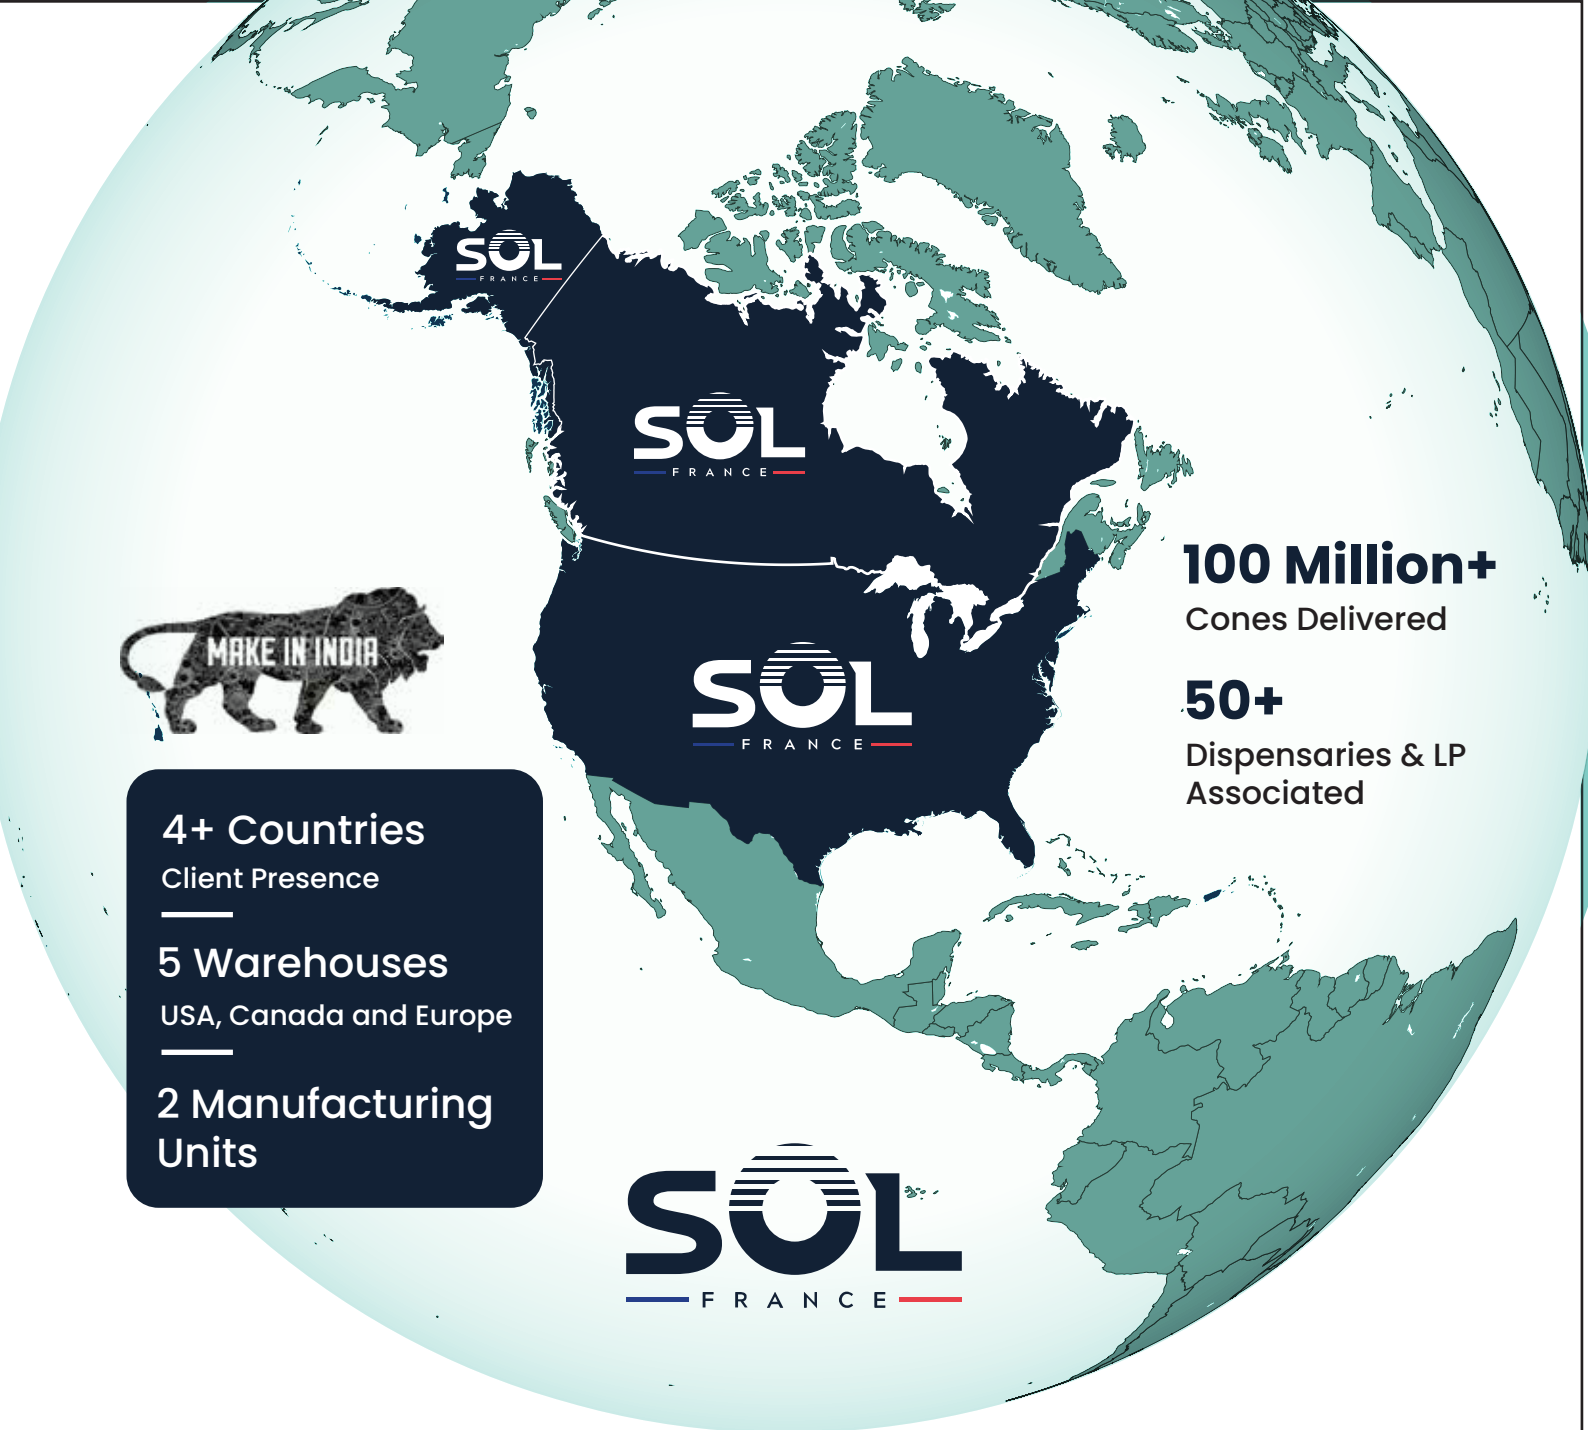 SOL
FRANCE
SOL
FRANCE
100 Million+
Cones Delivered
MAKE IN INDIA
SOL
FRANCE
50+
Dispensaries & LP
Associated
4+ Countries
Client Presence
5 Warehouses
USA, Canada and Europe
2 Manufacturing
Units
SOL
FRANCE